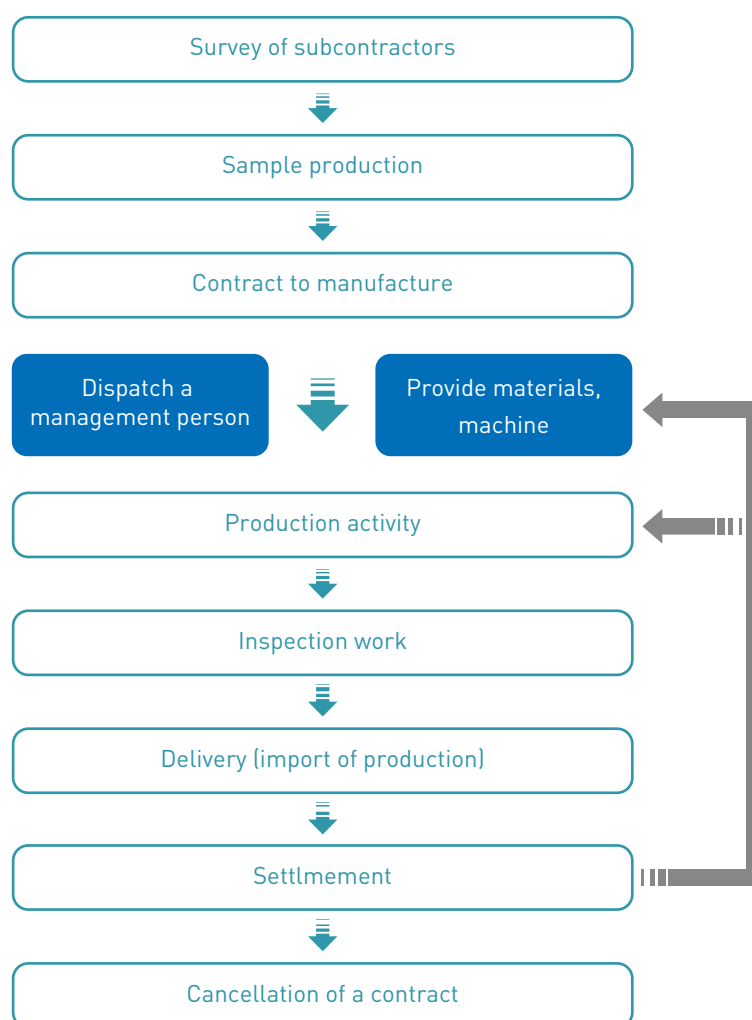 Survey of subcontractors
Sample production
Contract to manufacture
Dispatch a
management person
Provide materials,
machine
Production activity
Inspection work
Delivery (import of production)
Settlmement
Cancellation of a contract